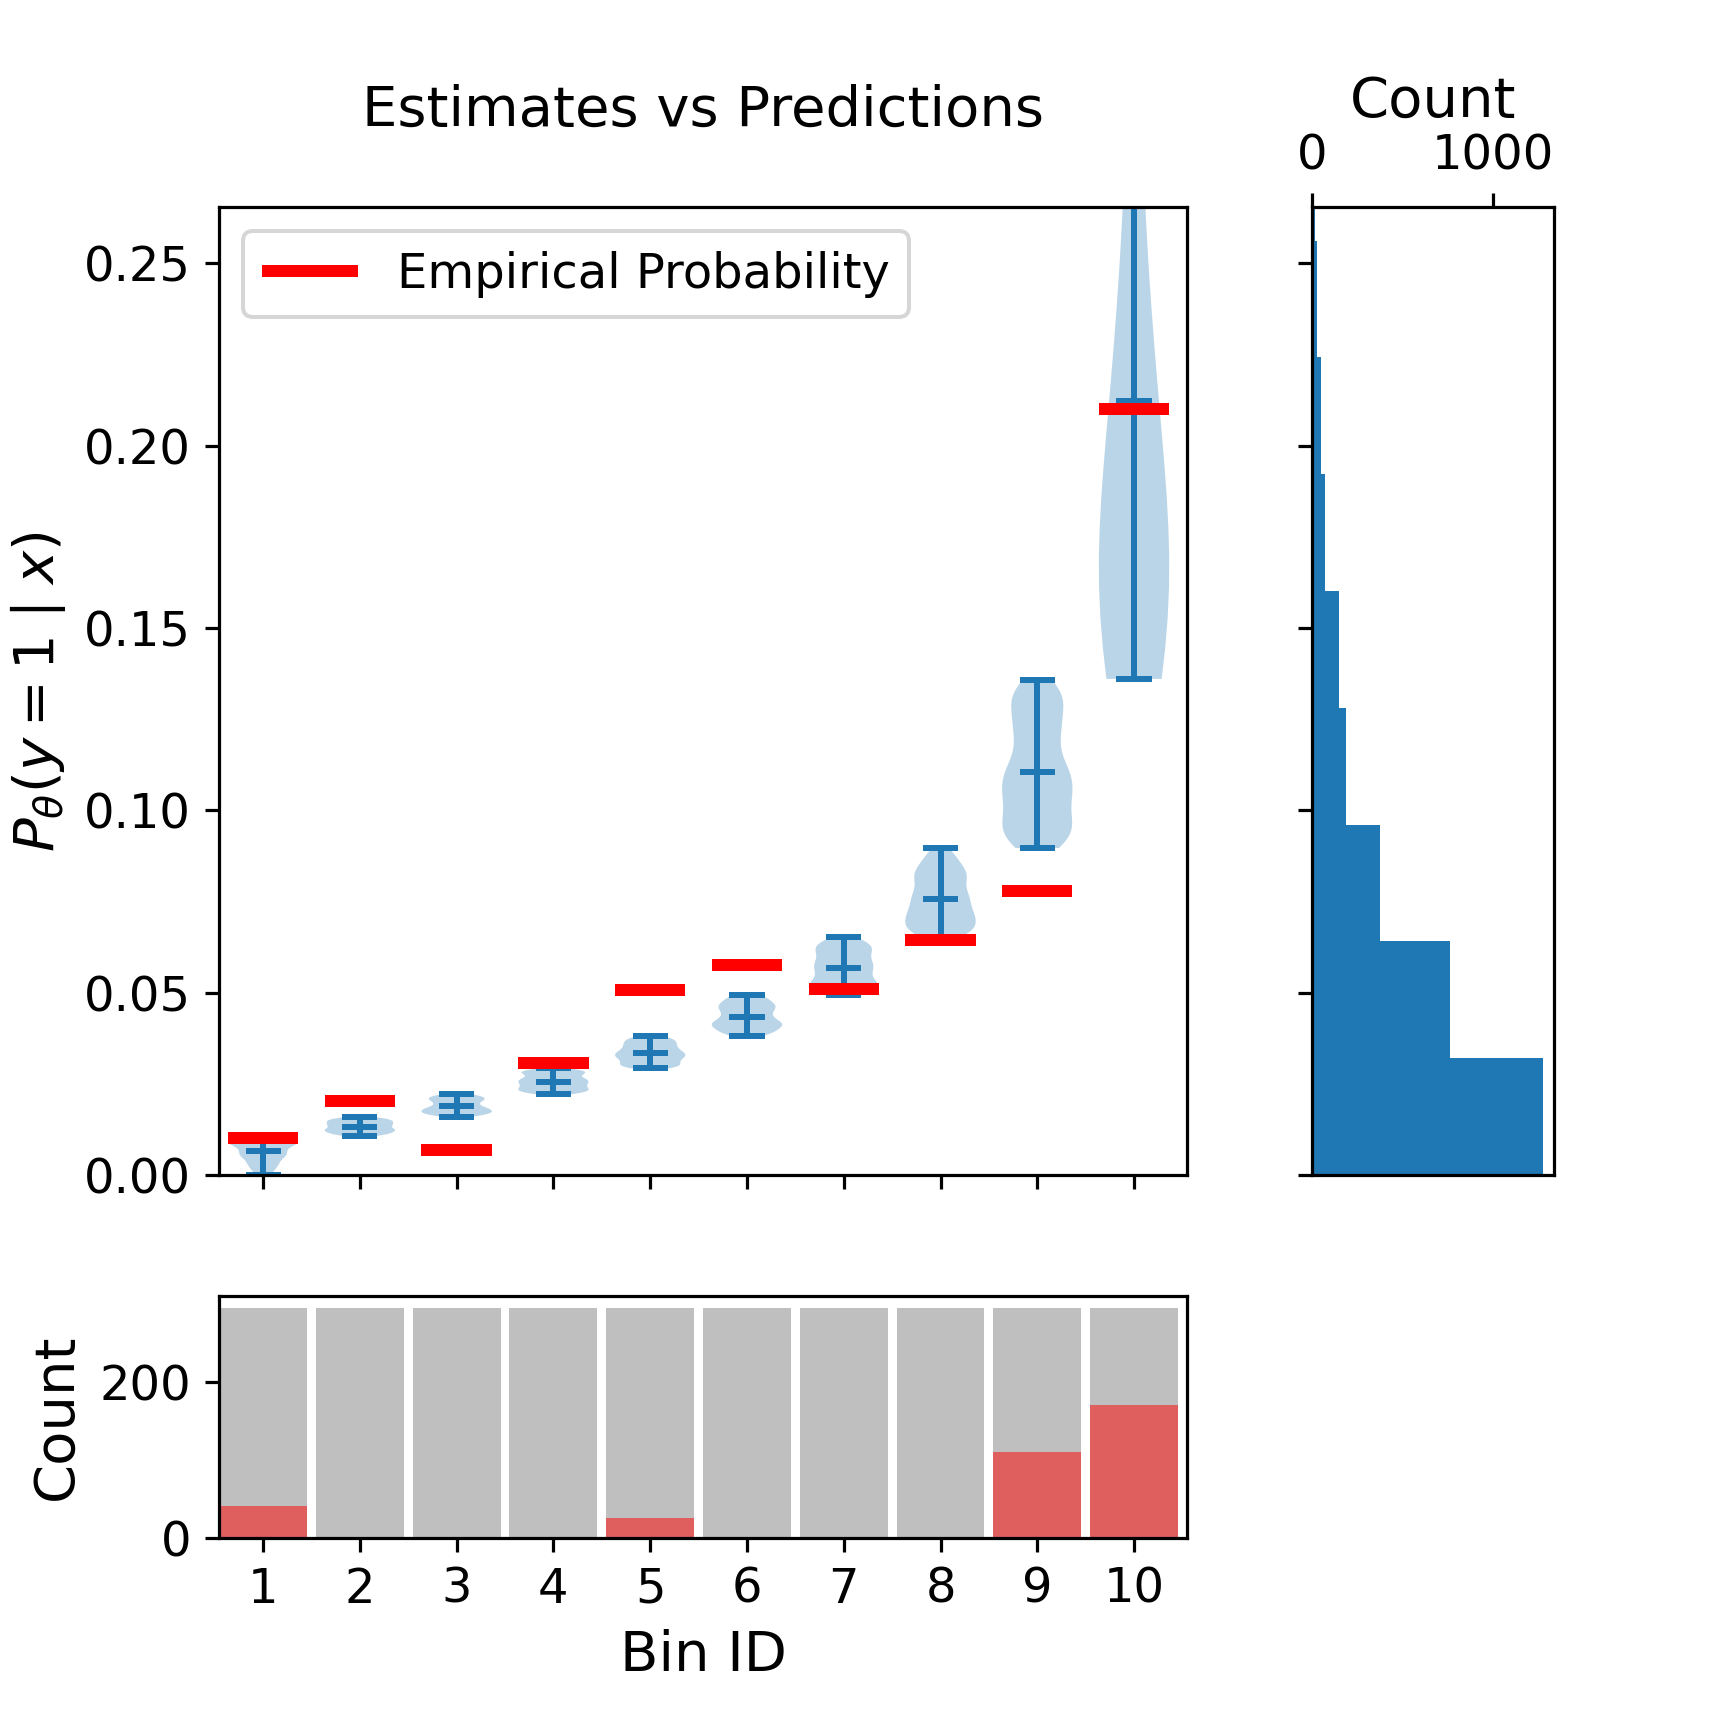 Estimates vs Predictions
Count
0 1000
Empirical Probability
0.25
0.20
0.15
0.10
0.05
0.00
Pθ(y = 1 | x)
Count
200
0
1 2 3 4 5 6 7 8 9 10
Bin ID